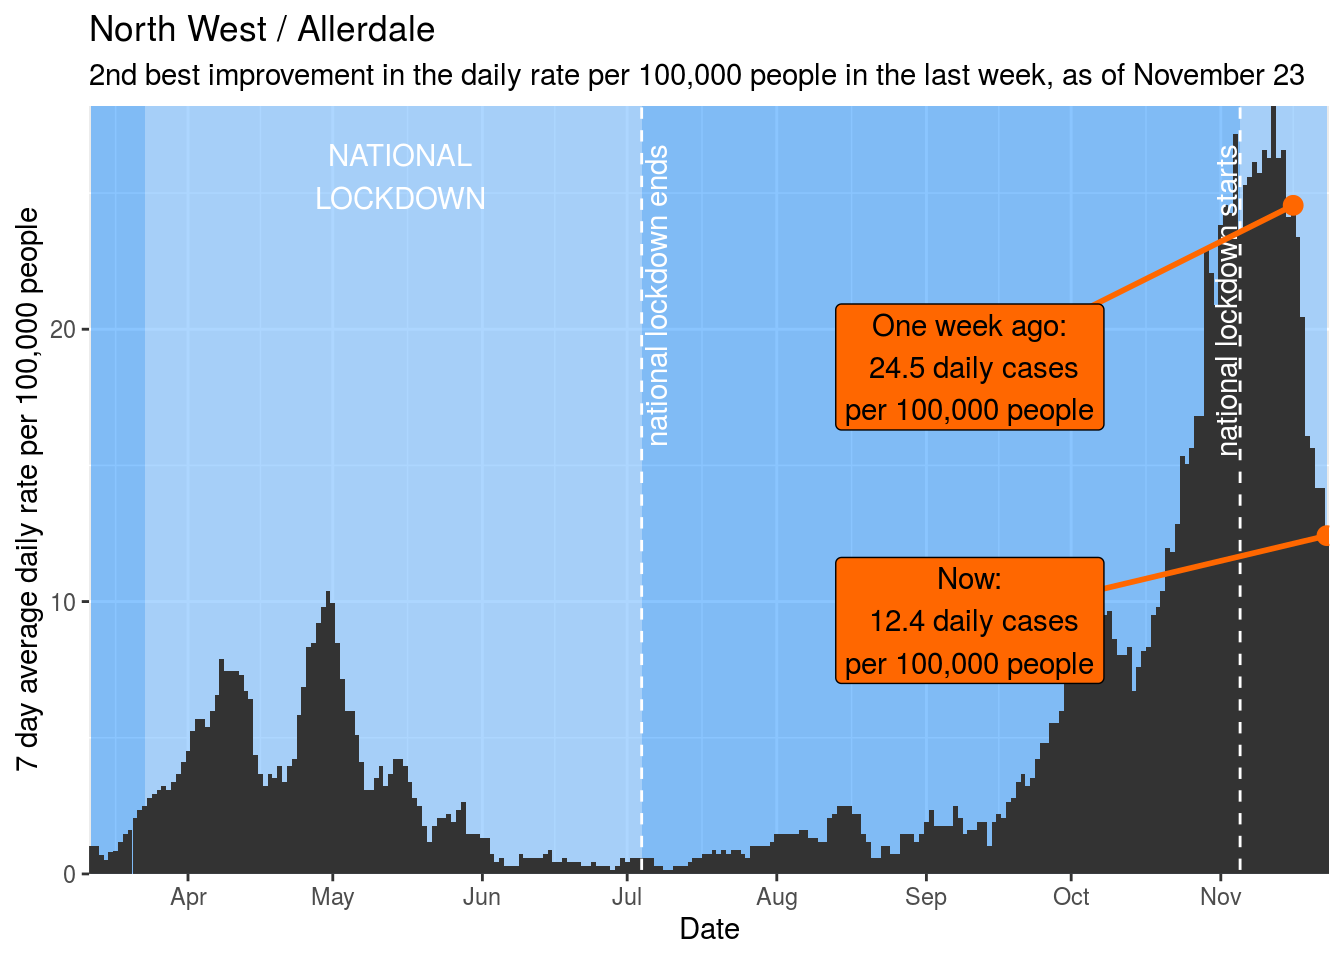 North West / Allerdale
2nd best improvement in the daily rate per 100,000 people in the last week, as of November 23
NATIONAL
LOCKDOWN
national lockdown ends
national lockdown starts
One week ago:
24.5 daily cases
per 100,000 people
Now:
12.4 daily cases
per 100,000 people
7 day average daily rate per 100,000 people
20
10
0
Apr May Jun Jul Aug Sep Oct Nov
Date